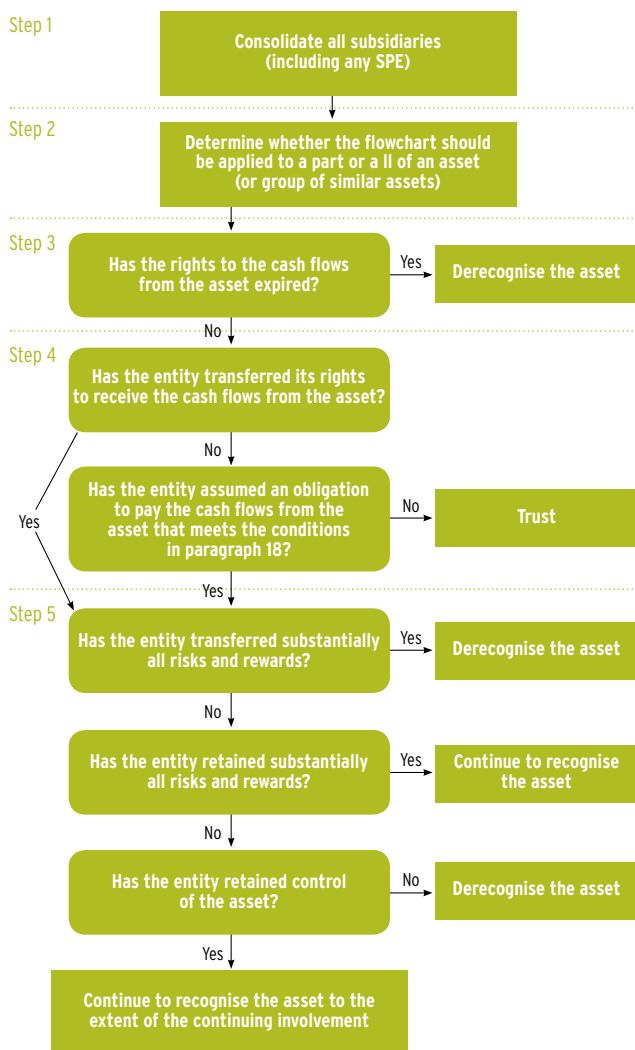 Step 1
Consolidate all subsidiaries
(including any SPE)
Step 2
Determine whether the flowchart should
be applied to a part or a ll of an asset
(or group of similar assets)
Step 3
Has the rights to the cash flows
from the asset expired?
Yes
Derecognise the asset
No
Step 4
Has the entity transferred its rights
to receive the cash flows from the asset?
No
Has the entity assumed an obligation
to pay the cash flows from the
asset that meets the conditions
in paragraph 18?
No
Trust
Yes
Yes
Step 5
Has the entity transferred substantially
all risks and rewards?
Yes
Derecognise the asset
No
Has the entity retained substantially
all risks and rewards?
Yes
Continue to recognise
the asset
No
Has the entity retained control
of the asset?
No
Derecognise the asset
Yes
Continue to recognise the asset to the
extent of the continuing involvement